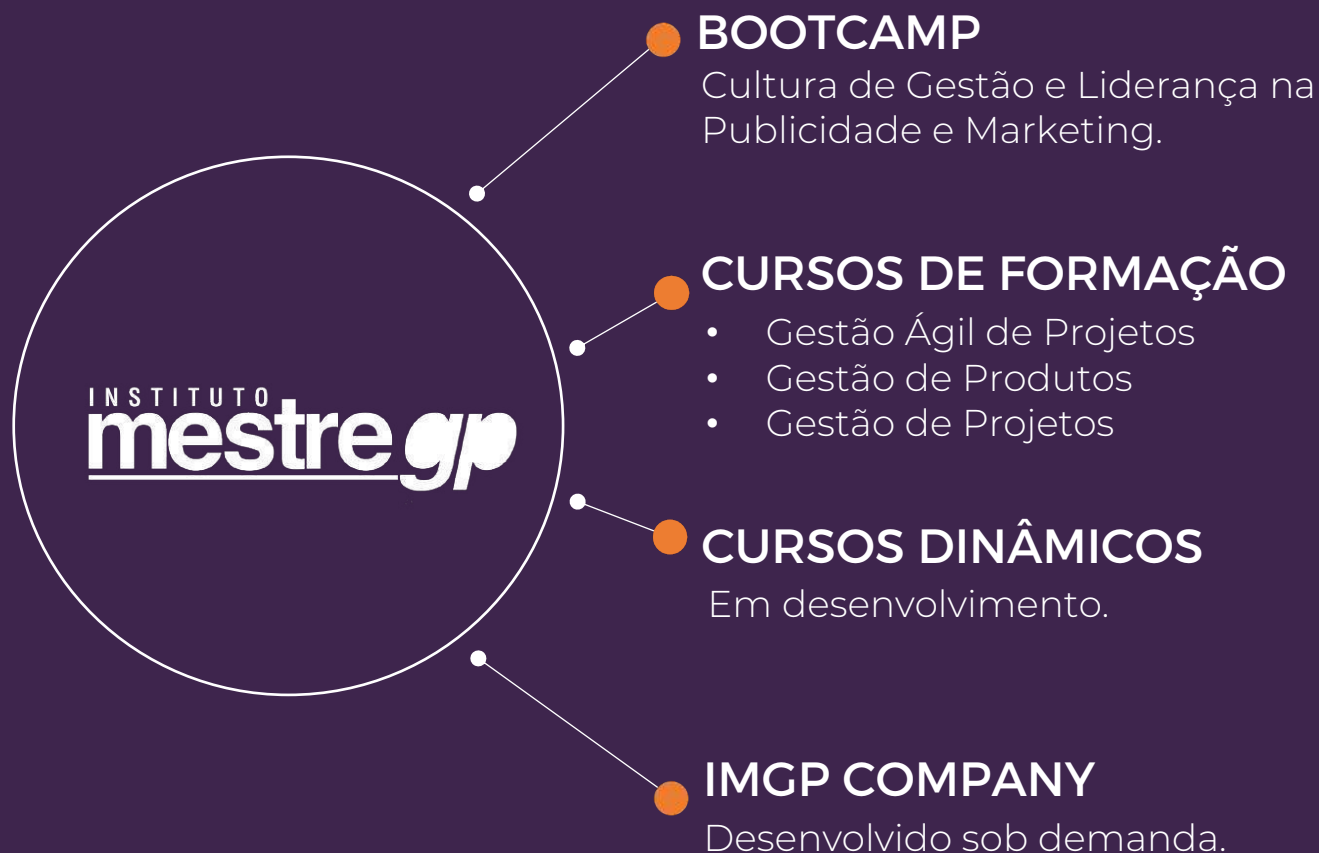 BOOTCAMP
Cultura de Gestão e Liderança na
Publicidade e Marketing.
CURSOS DE FORMAÇÃO
• Gestão Ágil de Projetos
• Gestão de Produtos
• Gestão de Projetos
INSTITUTO
mestre gp
CURSOS DINÂMICOS
Em desenvolvimento.
IMGP COMPANY
Desenvolvido sob demanda.